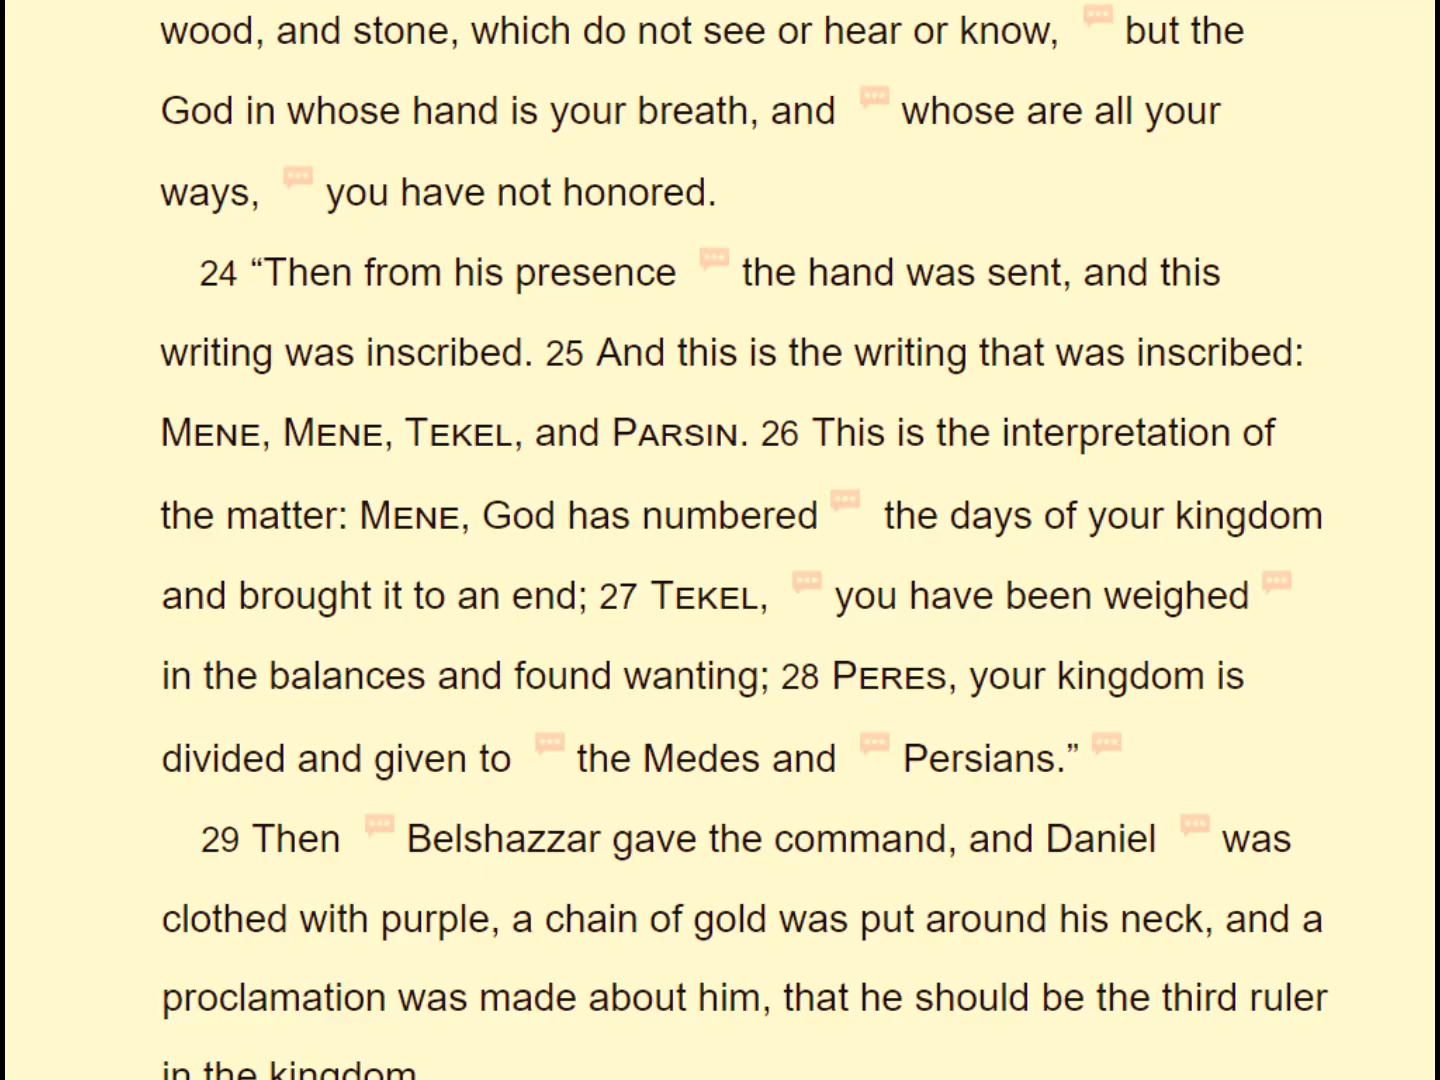 wood, and stone, which do not see or hear or know, but the
God in whose hand is your breath, and whose are all your
ways, you have not honored.
24 “Then from his presence the hand was sent, and this
writing was inscribed. 25 And this is the writing that was inscribed:
MENE, MENE, TEKEL, and PARSIN. 26 This is the interpretation of
the matter: MENE, God has numbered the days of your kingdom
and brought it to an end; 27 TEKEL, you have been weighed
in the balances and found wanting; 28 PERES, your kingdom is
divided and given to the Medes and Persians.”
29 Then Belshazzar gave the command, and Daniel was
clothed with purple, a chain of gold was put around his neck, and a
proclamation was made about him, that he should be the third ruler
in the kingdom